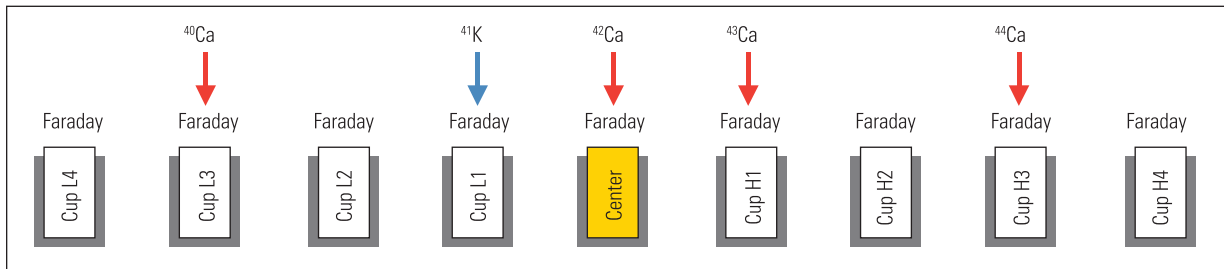 ⁴⁰Ca ⁴¹K ⁴²Ca ⁴³Ca ⁴⁴Ca
Faraday Faraday Faraday Faraday Faraday Faraday Faraday Faraday Faraday
Cup L4 Cup L3 Cup L2 Cup L1 Center Cup H1 Cup H2 Cup H3 Cup H4